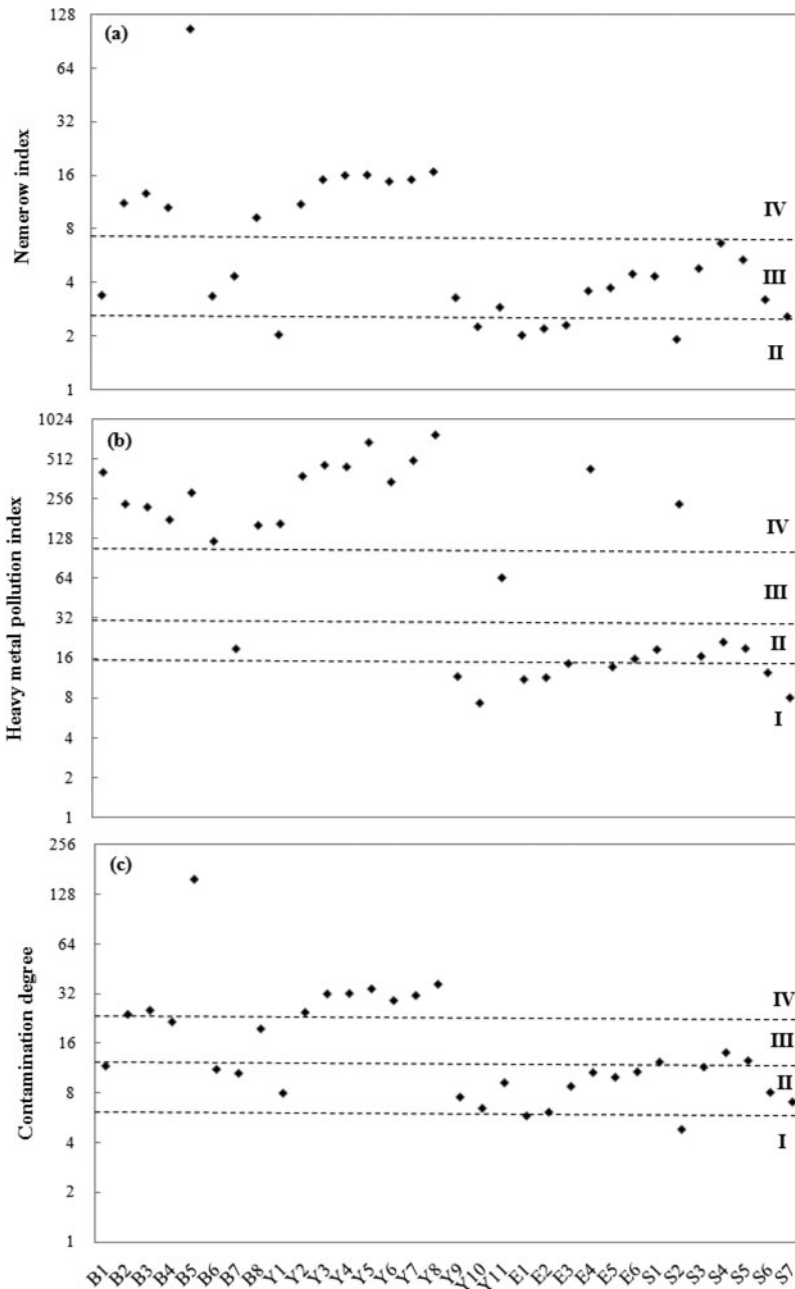 (a)
Nemerow index
128
64
32
16
8
4
2
1
IV
III
II
(b)
Heavy metal pollution index
1024
512
256
128
64
32
16
8
4
2
1
IV
III
II
I
(c)
Contamination degree
256
128
64
32
16
8
4
2
1
IV
III
II
I
B1 B2 B3 B4 B5 B6 B7 B8 Y1 Y2 Y3 Y4 Y5 Y6 Y7 Y8 Y9 Y10 Y11 E1 E2 E3 E4 E5 E6 S1 S2 S3 S4 S5 S6 S7